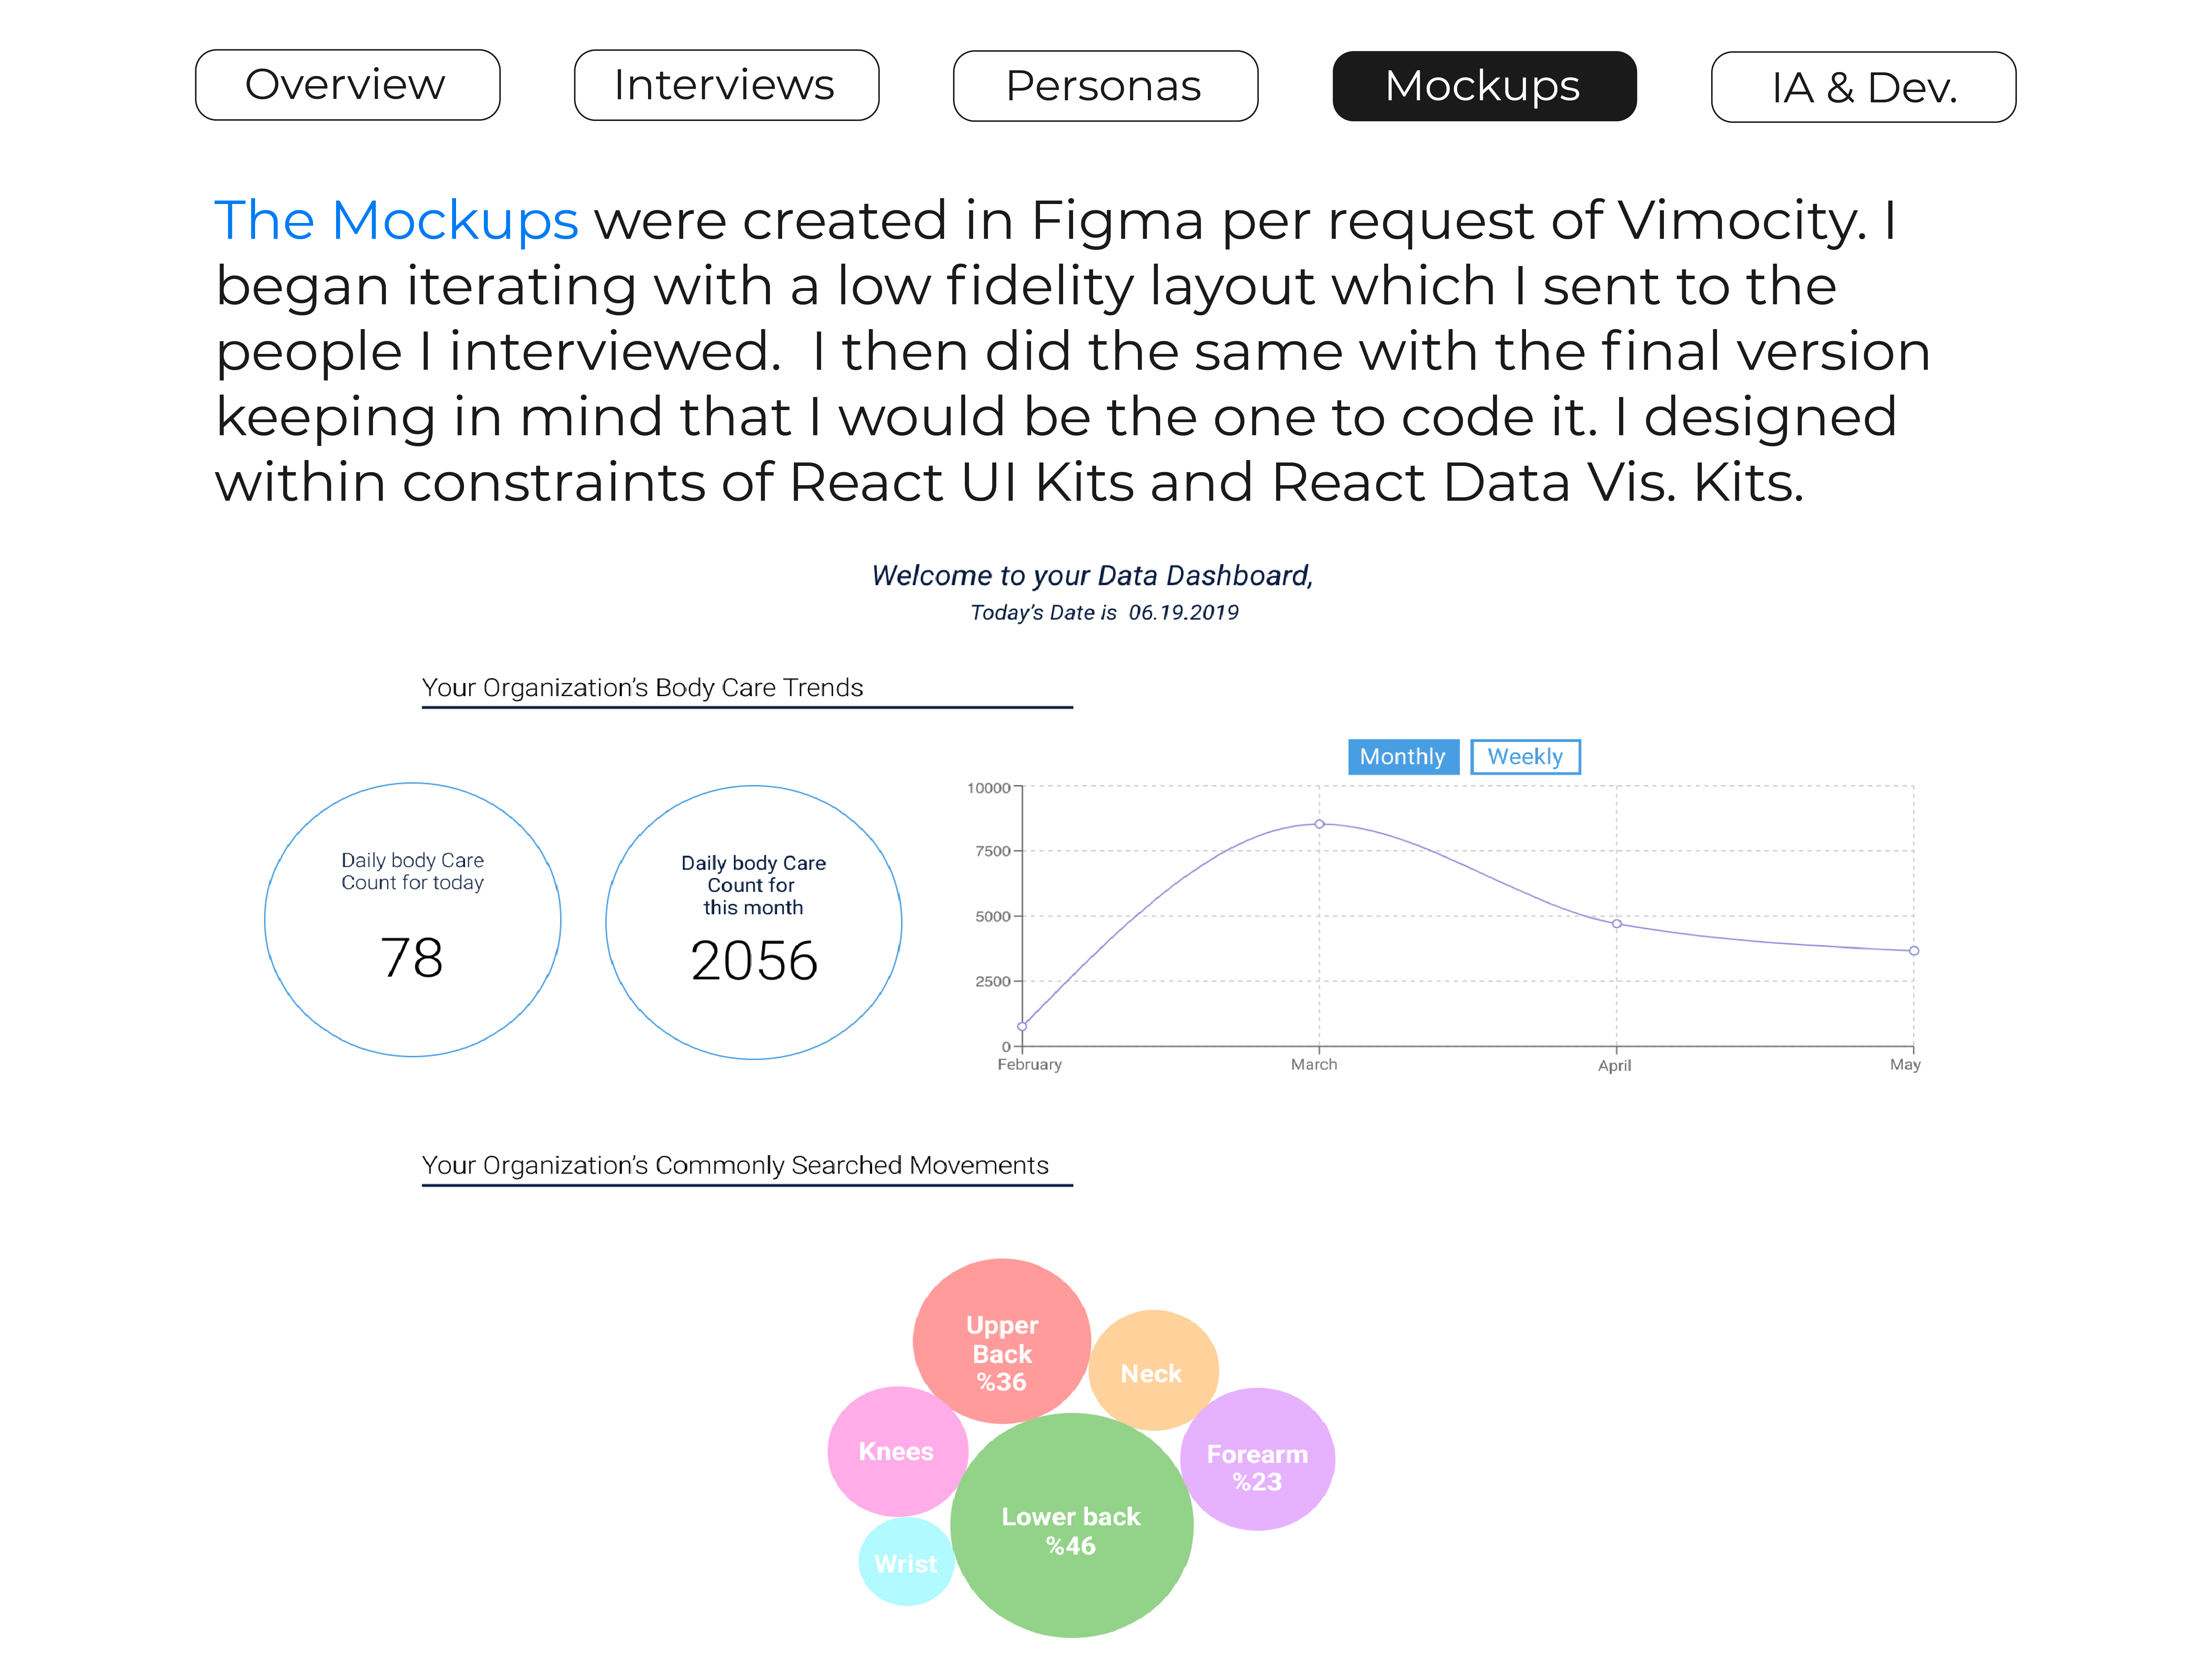 Overview
Interviews
Personas
Mockups
IA & Dev.
The Mockups were created in Figma per request of Vimocity. I
began iterating with a low fidelity layout which I sent to the
people I interviewed.  I then did the same with the final version
keeping in mind that I would be the one to code it. I designed
within constraints of React UI Kits and React Data Vis. Kits.
Welcome to your Data Dashboard,
Today's Date is  06.19.2019
Your Organization's Body Care Trends
Daily body Care
Count for today
78
Daily body Care
Count for
this month
2056
Monthly
Weekly
10000
7500
5000
2500
0
February
March
April
May
Your Organization's Commonly Searched Movements
Upper
Back
%36
Neck
Knees
Forearm
%23
Lower back
%46
Wrist